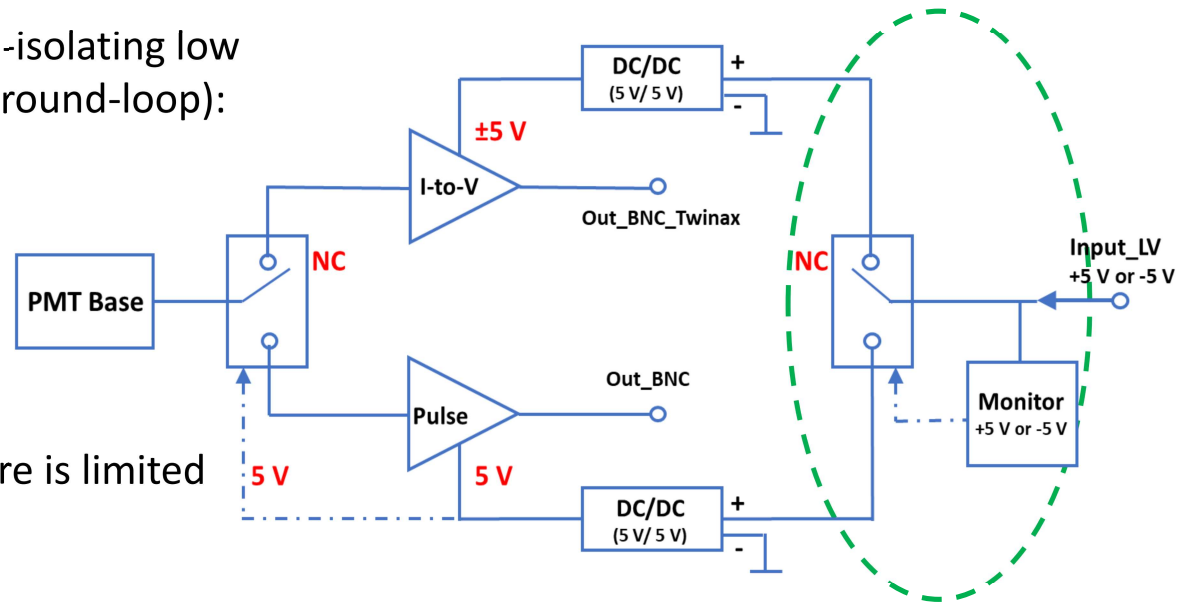 -isolating low
round-loop):
DC/DC
(5 V/ 5 V)
+
-
±5 V
I-to-V
Out_BNC_Twinax
NC
NC
Input_LV
+5 V or -5 V
PMT Base
Out_BNC
Pulse
Monitor
+5 V or -5 V
re is limited
5 V
5 V
DC/DC
(5 V/ 5 V)
+
-